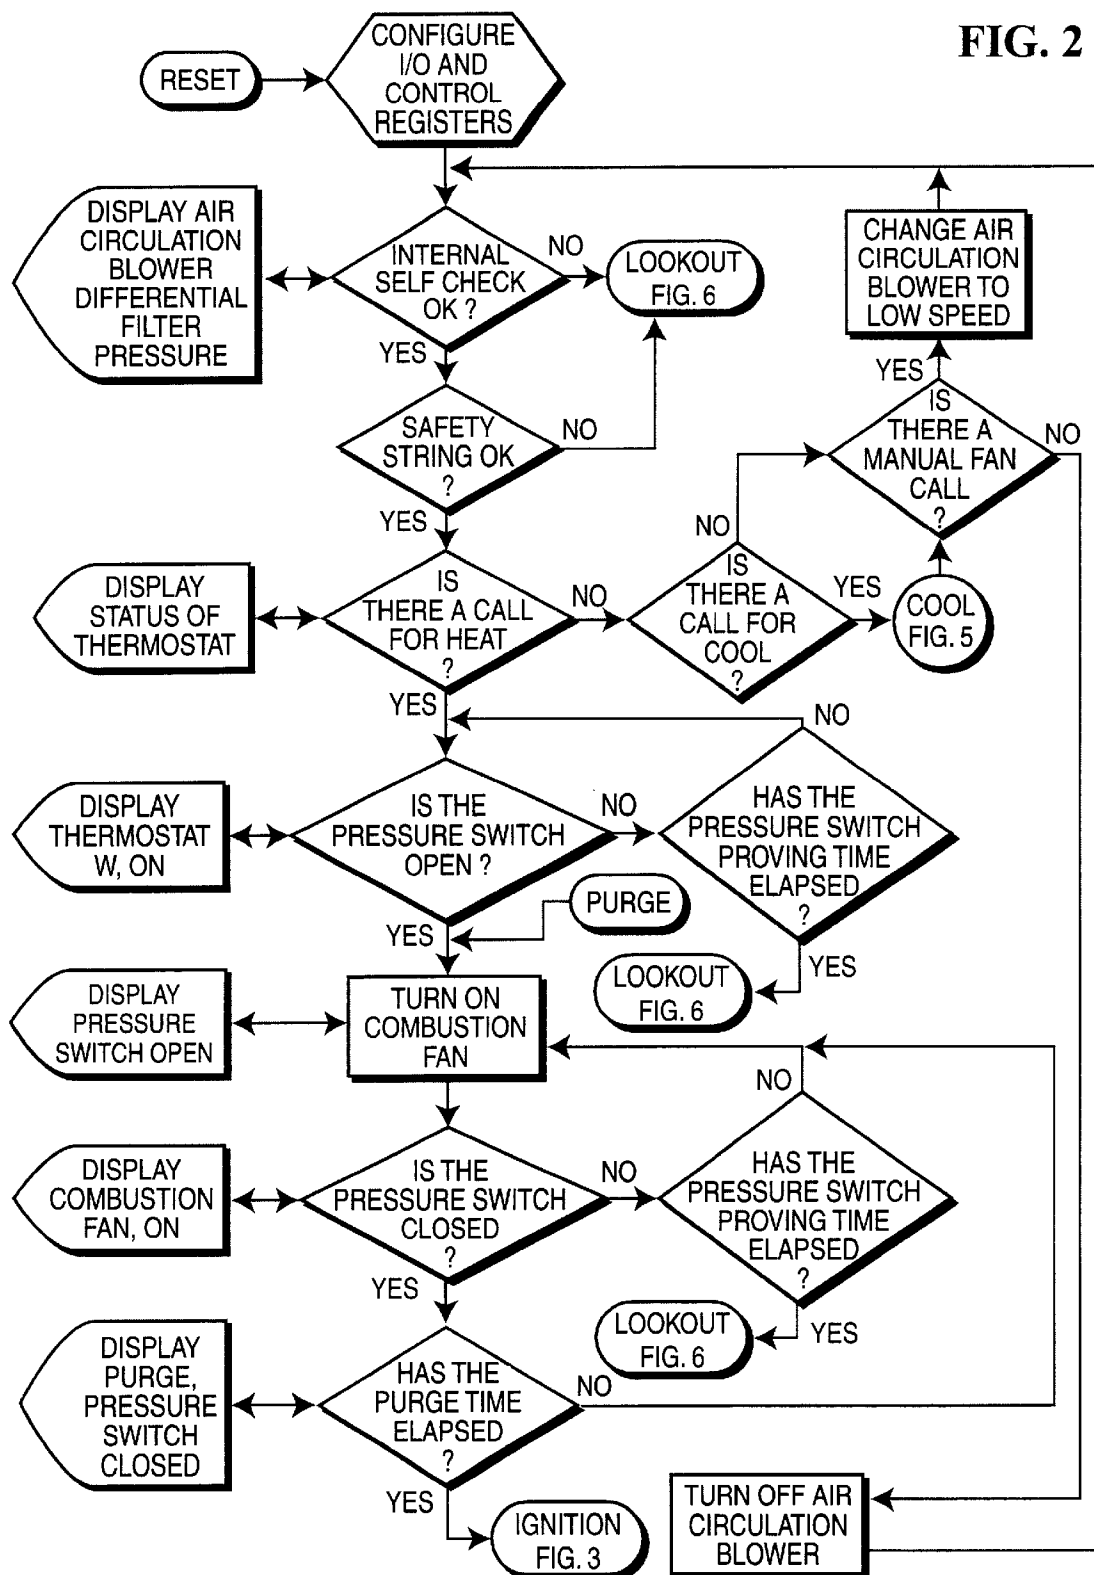 FIG. 2
CONFIGURE
I/O AND
CONTROL
REGISTERS
RESET
DISPLAY AIR
CIRCULATION
BLOWER
DIFFERENTIAL
FILTER
PRESSURE
INTERNAL
SELF CHECK
OK ?
NO
YES
LOOKOUT
FIG. 6
CHANGE AIR
CIRCULATION
BLOWER TO
LOW SPEED
YES
SAFETY
STRING OK
?
NO
YES
IS
THERE A
MANUAL FAN
CALL
?
NO
DISPLAY
STATUS OF
THERMOSTAT
IS
THERE A CALL
FOR HEAT
?
NO
YES
NO
IS
THERE A
CALL FOR
COOL
?
YES
COOL
FIG. 5
DISPLAY
THERMOSTAT
W, ON
IS THE
PRESSURE SWITCH
OPEN ?
NO
YES
NO
HAS THE
PRESSURE SWITCH
PROVING TIME
ELAPSED
?
YES
PURGE
LOOKOUT
FIG. 6
DISPLAY
PRESSURE
SWITCH OPEN
TURN ON
COMBUSTION
FAN
NO
DISPLAY
COMBUSTION
FAN, ON
IS THE
PRESSURE SWITCH
CLOSED
?
NO
YES
HAS THE
PRESSURE SWITCH
PROVING TIME
ELAPSED
?
YES
LOOKOUT
FIG. 6
DISPLAY
PURGE,
PRESSURE
SWITCH
CLOSED
HAS THE
PURGE TIME
ELAPSED
?
NO
YES
IGNITION
FIG. 3
TURN OFF AIR
CIRCULATION
BLOWER